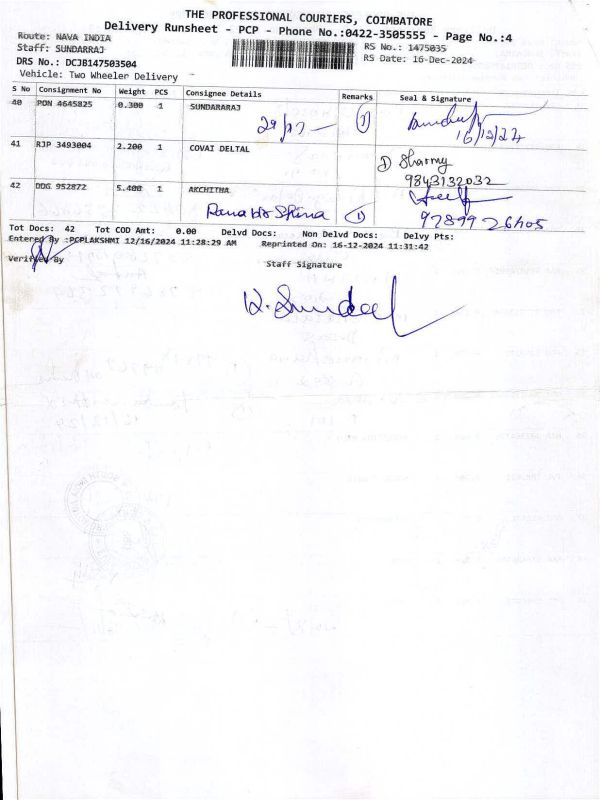 THE PROFESSIONAL COURIERS, COIMBATORE
Delivery Runsheet - PCP - Phone No.:0422-3505555 - Page No.:4
Route: NAVA INDIA
RS No.: 1475035
Staff: SUNDARRAJ
RS Date: 16-Dec-2024
DRS No.: DCJB147503504
Vehicle: Two Wheeler Delivery
S No Consignment No Weight PCS Consignee Details Remarks Seal & Signature
40 PON 4645825 0.300 1 SUNDARARAJ
16/12/24
41 RJP 3493004 2.200 1 COVAI DELTAL
Sharmy
9843132032
42 DDG 952872 5.400 1 AKCHITHA
97899 26405
Tot Docs: 42 Tot COD Amt: 0.00 Delvd Docs: Non Delvd Docs: Delvy Pts:
Entered By :PCPLAKSHMI 12/16/2024 11:28:29 AM Reprinted On: 16-12-2024 11:31:42
Verified By
Staff Signature